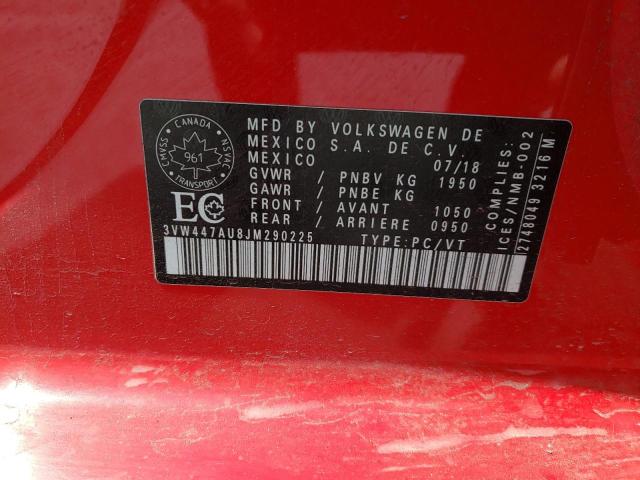 CANADA
CMVSS
NSVAC
961
TRANSPORT
EC
MFD BY VOLKSWAGEN DE
MEXICO S.A. DE C.V.
MEXICO 07/18
GVWR / PNBV KG 1950
GAWR / PNBE KG
FRONT / AVANT 1050
REAR / ARRIERE 0950
3VW447AU8JM290225 TYPE:PC/VT
COMPLIES:
ICES/NMB-002
2748049 3216 M